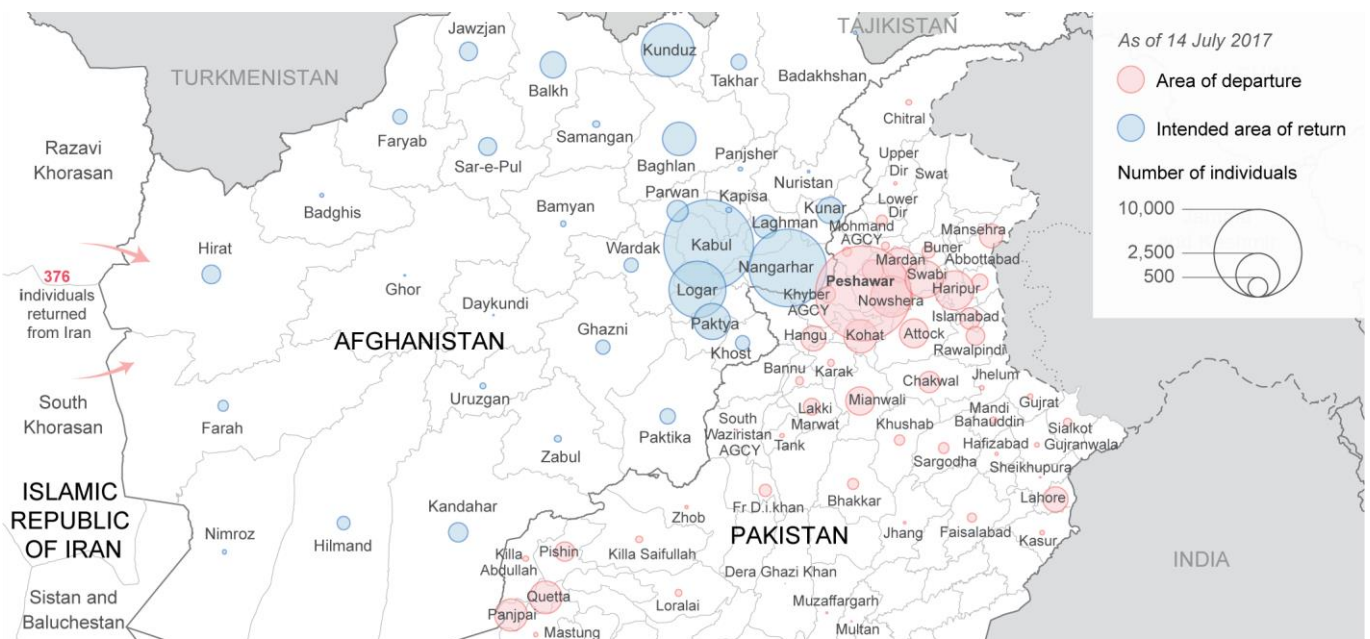 As of 14 July 2017
Area of departure
Intended area of return
Number of individuals
10,000
2,500
500
TURKMENISTAN
TAJIKISTAN
Jawzjan
Kunduz
Balkh
Takhar
Badakhshan
Chitral
Razavi
Khorasan
Faryab
Samangan
Sar-e-Pul
Baghlan
Panjsher
Upper
Dir
Swat
Nuristan
Badghis
Parwan
Kapisa
Lower
Dir
Bamyan
Laghman
Kunar
Mohmand
AGCY
Buner
Mansehra
Hirat
Wardak
Kabul
Mardan
Abbottabad
376
individuals
returned
from Iran
Nangarhar
Peshawar
Swabi
Haripur
Ghor
Daykundi
Logar
Khyber
AGCY
Nowshera
Islamabad
AFGHANISTAN
Ghazni
Paktya
Hangu
Kohat
Attock
Rawalpindi
Khost
Bannu
Karak
Chakwal
Jhelum
South
Khorasan
Uruzgan
Farah
Paktika
South
Waziristan
AGCY
Lakki
Marwat
Mianwali
Khushab
Mandi
Bahauddin
Gujrat
Sialkot
Tank
Hafizabad
Gujranwala
Zabul
Sargodha
Sheikhupura
ISLAMIC
REPUBLIC
OF IRAN
Kandahar
Fr D.i.khan
Bhakkar
Lahore
Nimroz
Hilmand
Zhob
PAKISTAN
Jhang
Faisalabad
Kasur
Killa
Abdullah
Pishin
Killa Saifullah
INDIA
Dera Ghazi Khan
Sistan and
Baluchestan
Quetta
Panjpai
Loralai
Muzaffargarh
Mastung
Multan